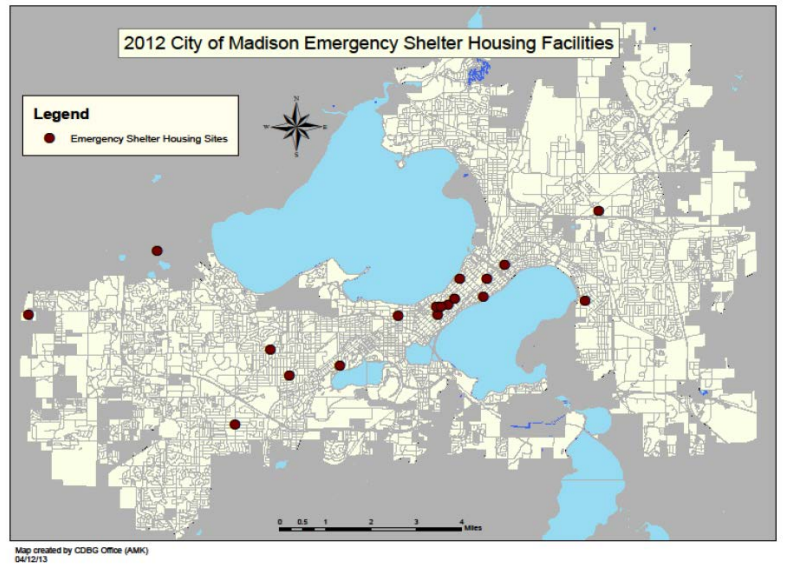 2012 City of Madison Emergency Shelter Housing Facilities
Legend
Emergency Shelter Housing Sites
N
W E
S
0 0.5 1 2 3 4
Miles
Map created by CDBG Office (AMK)
04/12/13